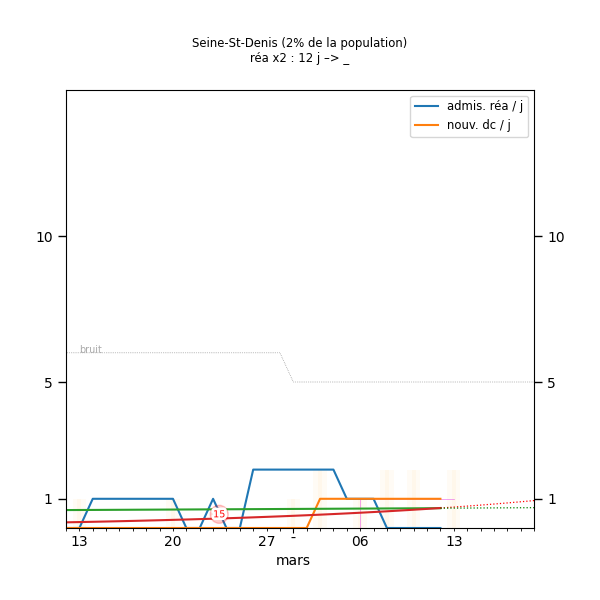 Seine-St-Denis (2% de la population)
réa x2 : 12 j –> _
admis. réa / j
nouv. dc / j
10
10
bruit
5
5
15
1
1
13
20
27
-
06
13
mars